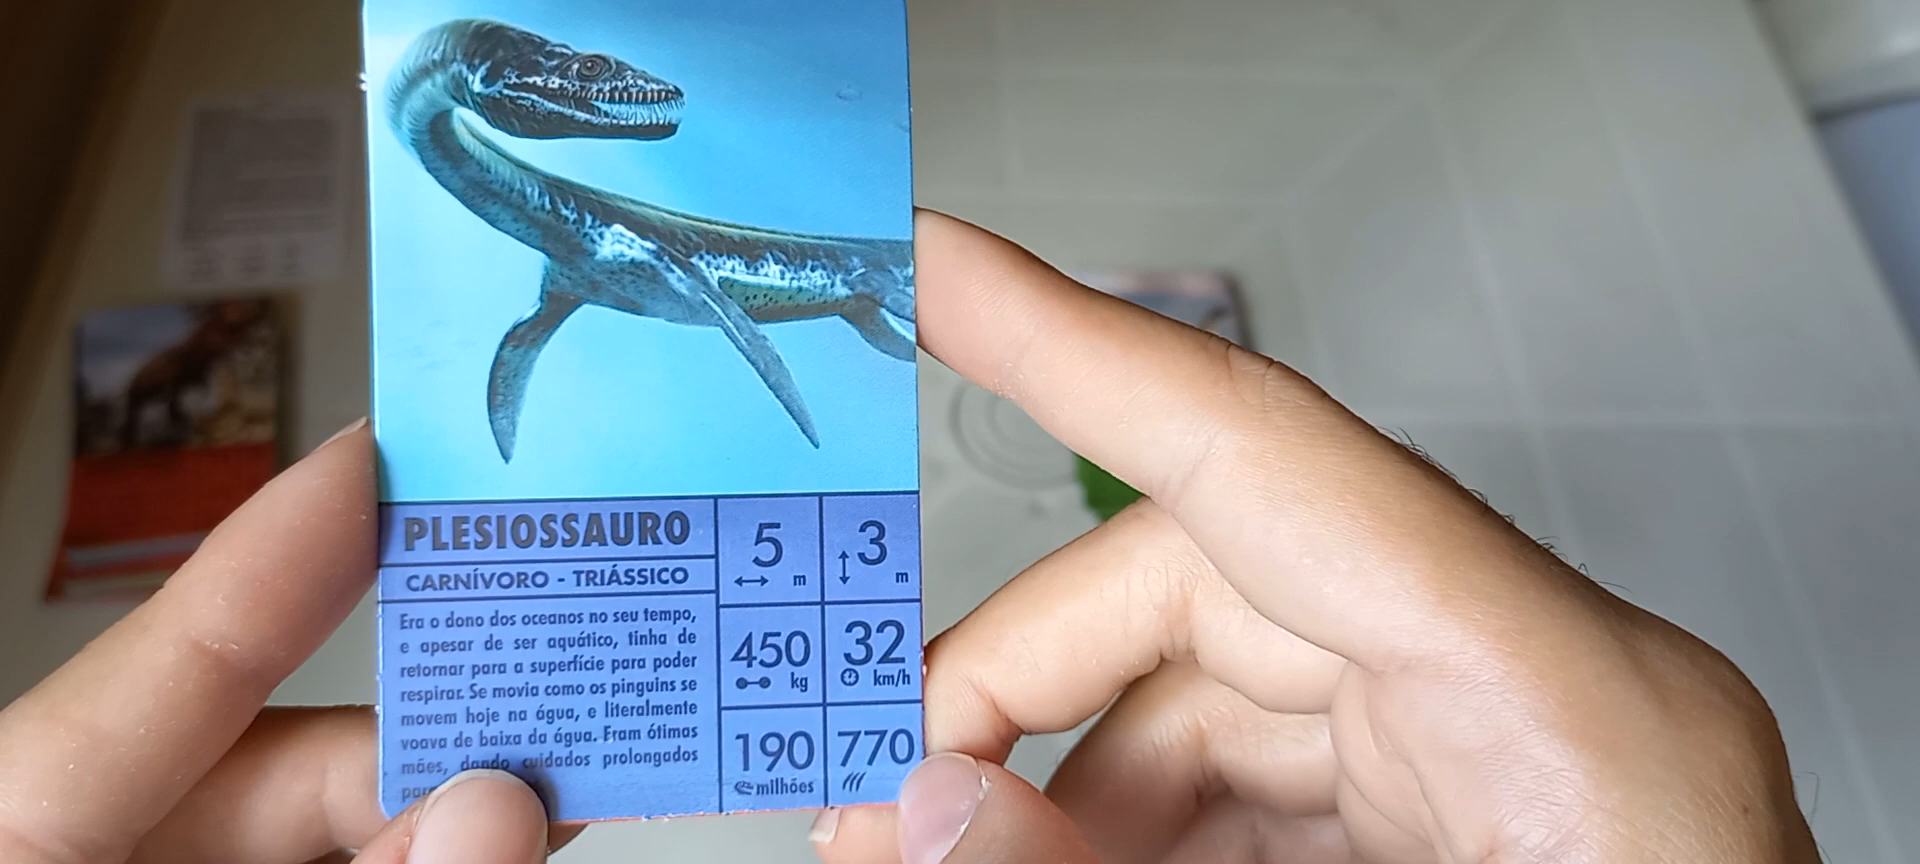 PLESIOSSAURO
CARNÍVORO - TRIÁSSICO
Era o dono dos oceanos no seu tempo,
e apesar de ser aquático, tinha de
retornar para a superfície para poder
respirar. Se movia como os pinguins se
movem hoje na água, e literalmente
voava de baixa da água. Eram ótimas
mães, dando cuidados prolongados
5 m
3 m
450 kg
32 km/h
190 milhões
770